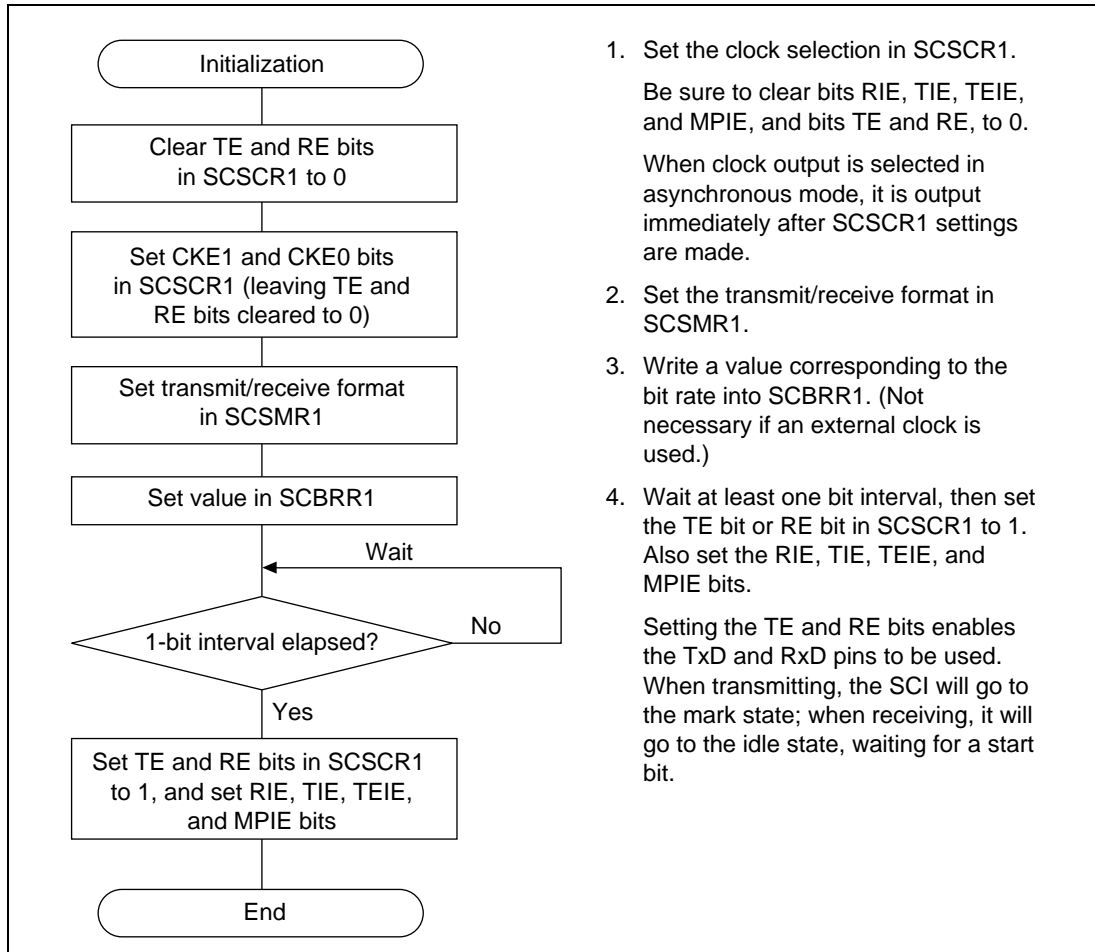 Initialization
Clear TE and RE bits
in SCSCR1 to 0
Set CKE1 and CKE0 bits
in SCSCR1 (leaving TE and
RE bits cleared to 0)
Set transmit/receive format
in SCSMR1
Set value in SCBRR1
Wait
1-bit interval elapsed?
No
Yes
Set TE and RE bits in SCSCR1
to 1, and set RIE, TIE, TEIE,
and MPIE bits
End
1. Set the clock selection in SCSCR1.
Be sure to clear bits RIE, TIE, TEIE,
and MPIE, and bits TE and RE, to 0.
When clock output is selected in
asynchronous mode, it is output
immediately after SCSCR1 settings
are made.
2. Set the transmit/receive format in
SCSMR1.
3. Write a value corresponding to the
bit rate into SCBRR1. (Not
necessary if an external clock is
used.)
4. Wait at least one bit interval, then set
the TE bit or RE bit in SCSCR1 to 1.
Also set the RIE, TIE, TEIE, and
MPIE bits.
Setting the TE and RE bits enables
the TxD and RxD pins to be used.
When transmitting, the SCI will go to
the mark state; when receiving, it will
go to the idle state, waiting for a start
bit.